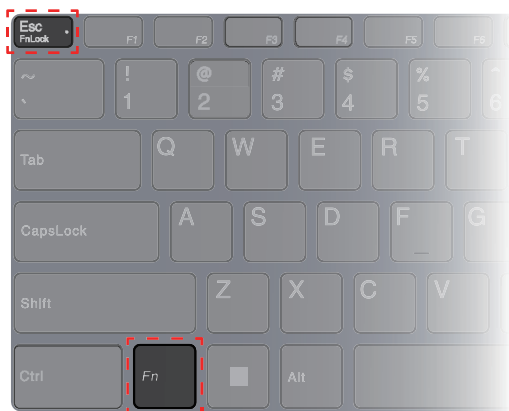 Esc
FnLock
F1
F2
F3
F4
F5
F6
~
`
!
1
@
2
#
3
$
4
%
5
^
6
Tab
Q
W
E
R
T
CapsLock
A
S
D
F
G
Shift
Z
X
C
V
Ctrl
Fn
Alt